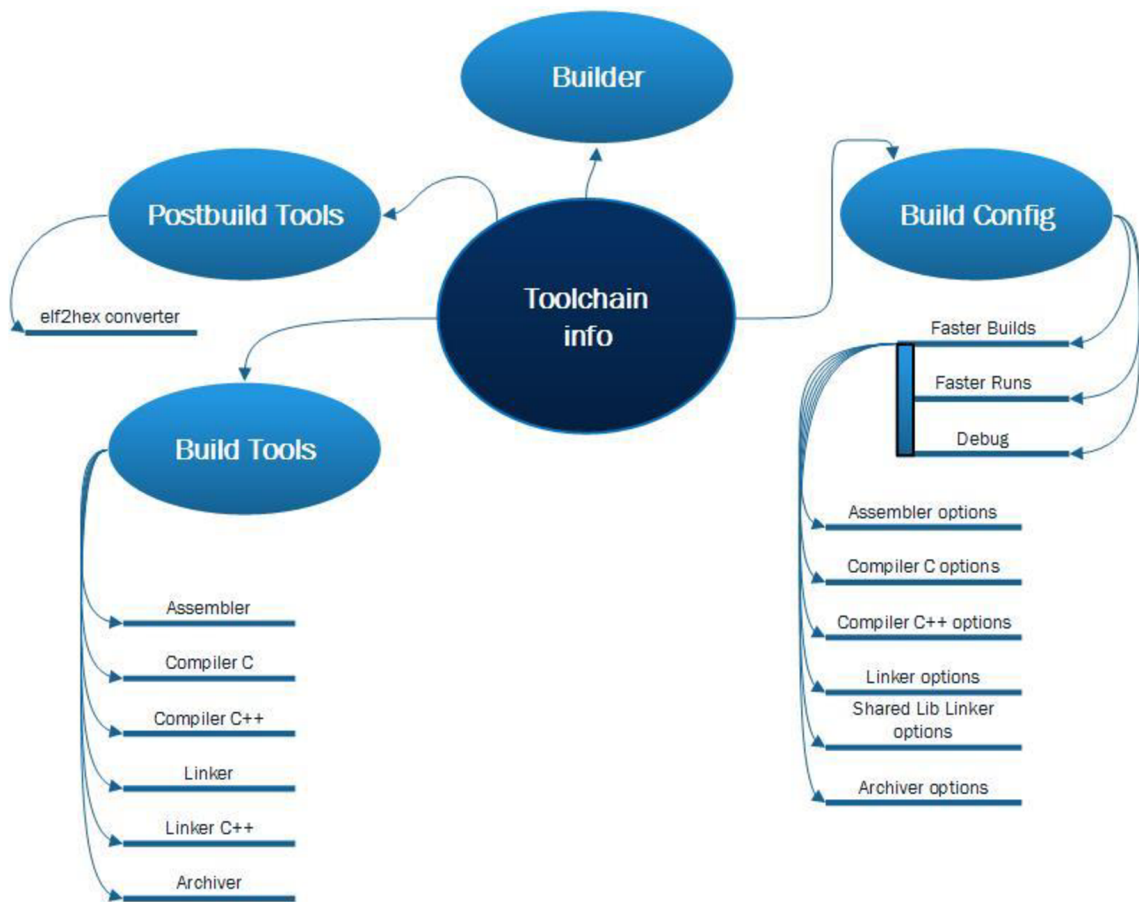 Builder
Postbuild Tools
Build Config
Toolchain
info
elf2hex converter
Faster Builds
Faster Runs
Debug
Build Tools
Assembler options
Compiler C options
Compiler C++ options
Linker options
Shared Lib Linker
options
Archiver options
Assembler
Compiler C
Compiler C++
Linker
Linker C++
Archiver